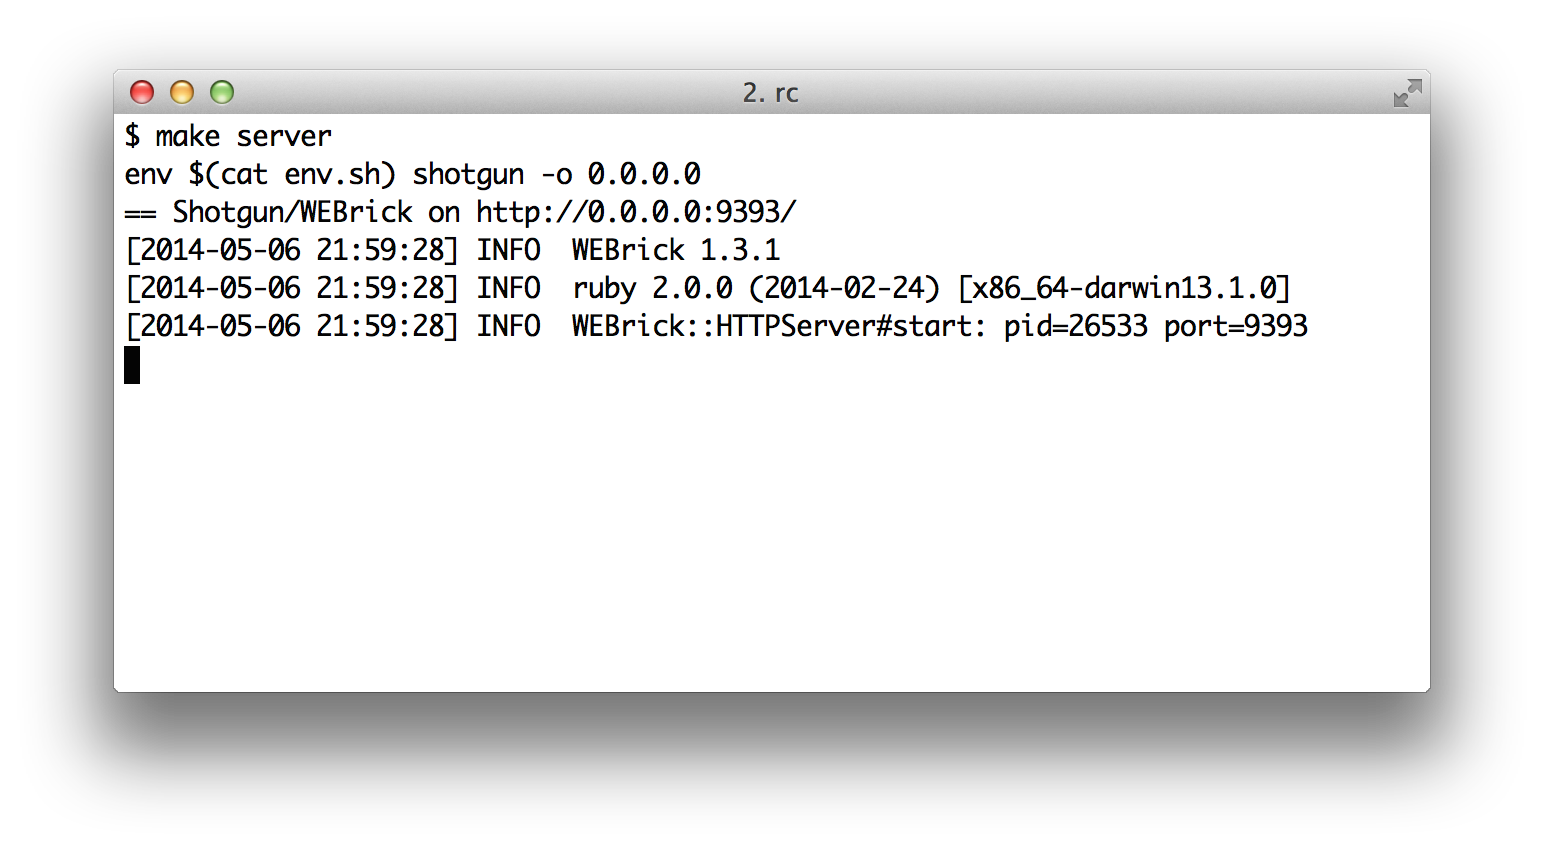 2. rc
$ make server
env $(cat env.sh) shotgun -o 0.0.0.0
== Shotgun/WEBrick on http://0.0.0.0:9393/
[2014-05-06 21:59:28] INFO  WEBrick 1.3.1
[2014-05-06 21:59:28] INFO  ruby 2.0.0 (2014-02-24) [x86_64-darwin13.1.0]
[2014-05-06 21:59:28] INFO  WEBrick::HTTPServer#start: pid=26533 port=9393